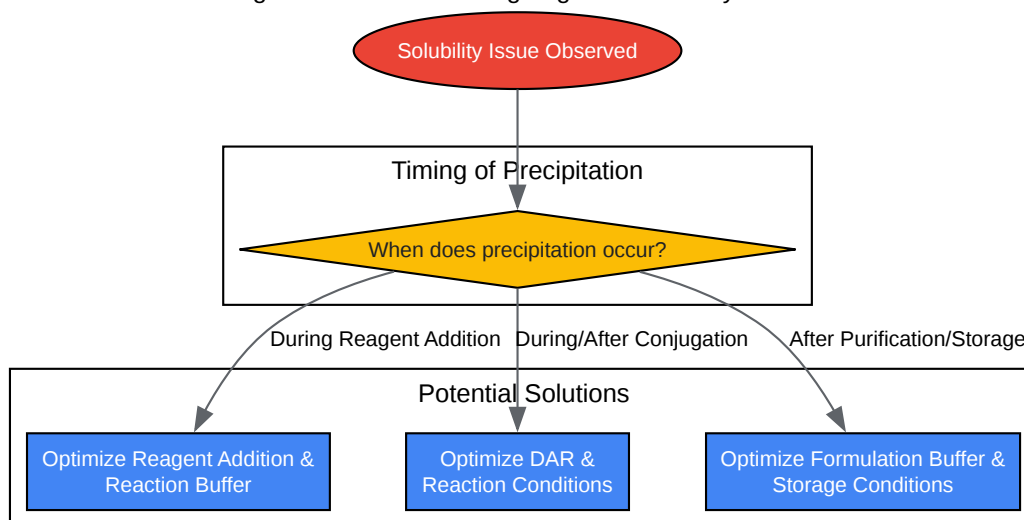 Solubility Issue Observed
Timing of Precipitation
When does precipitation occur?
During Reagent Addition
During/After Conjugation
After Purification/Storage
Potential Solutions
Optimize Reagent Addition &
Reaction Buffer
Optimize DAR &
Reaction Conditions
Optimize Formulation Buffer &
Storage Conditions